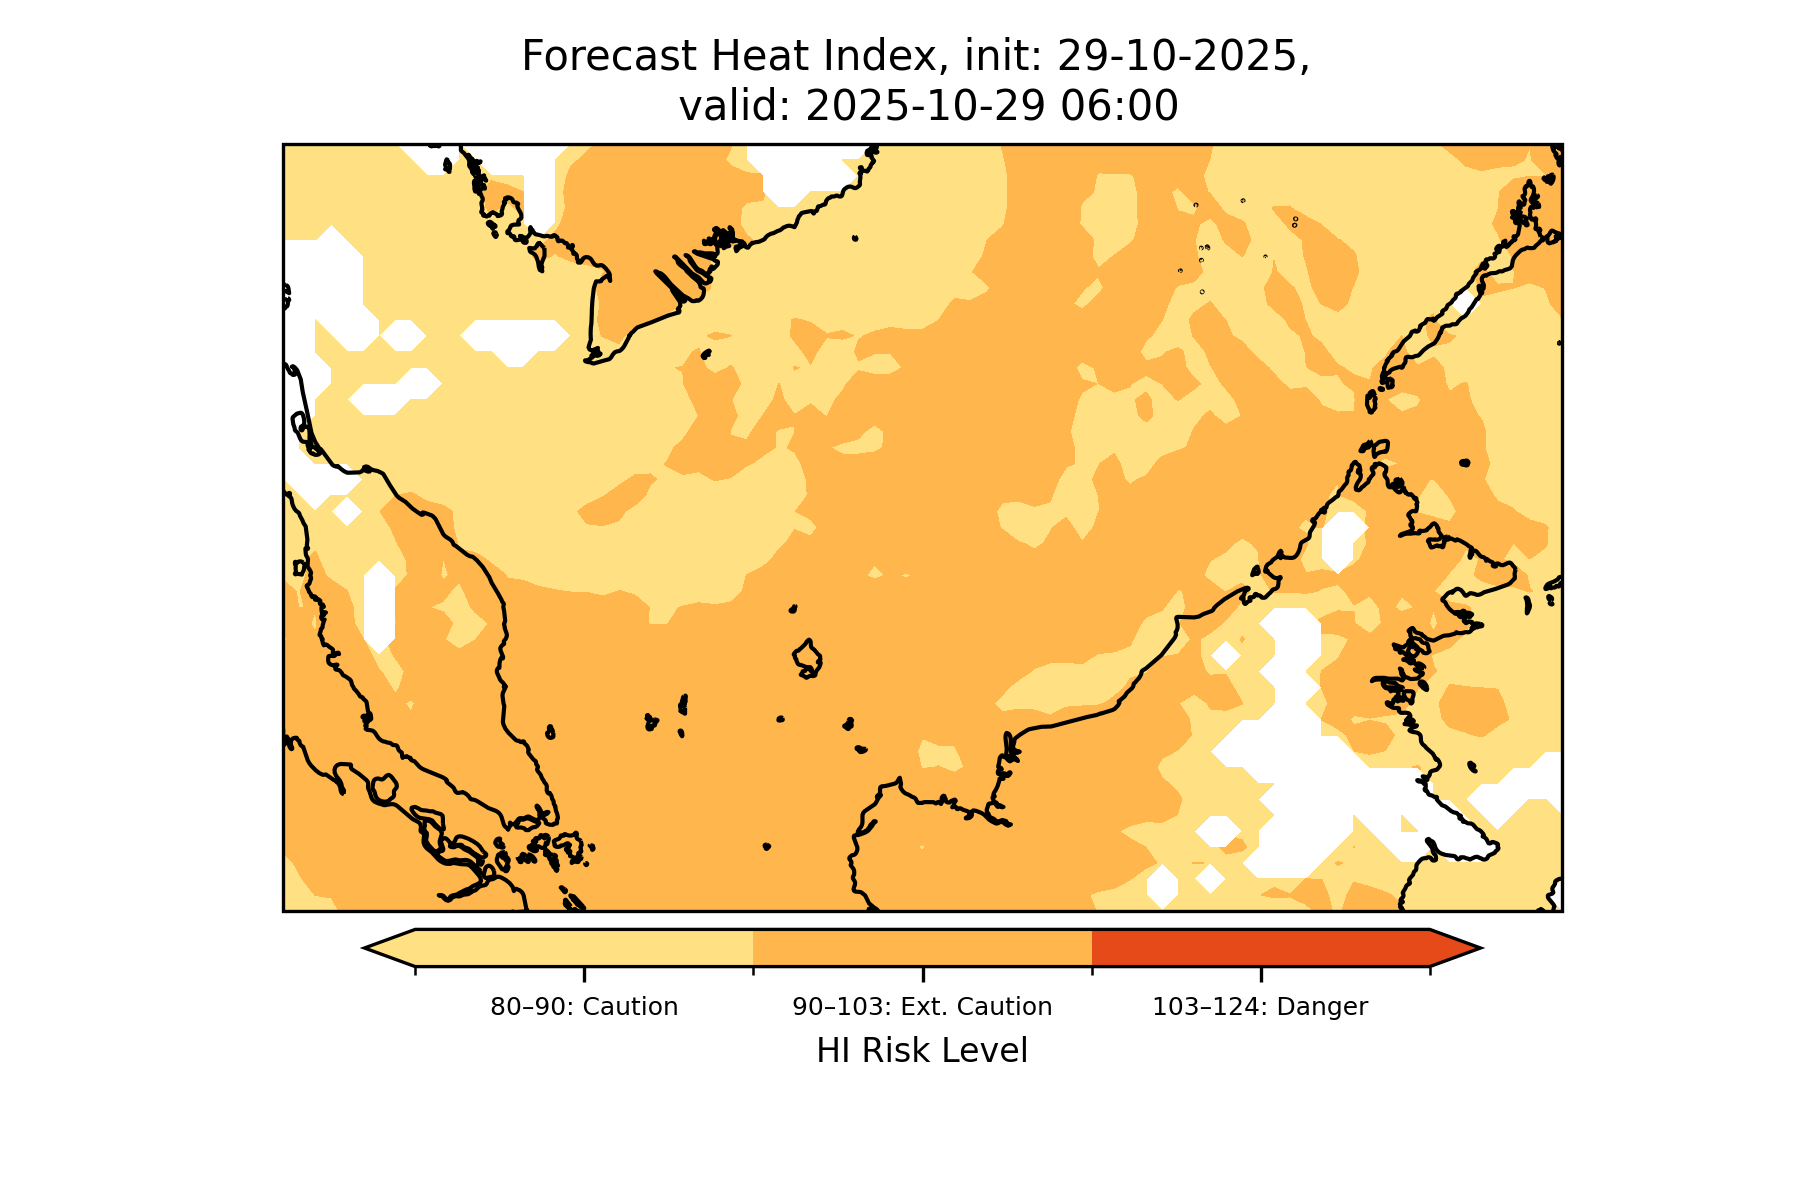 Forecast Heat Index, init: 29-10-2025,
valid: 2025-10-29 06:00
80–90: Caution
90–103: Ext. Caution
103–124: Danger
HI Risk Level